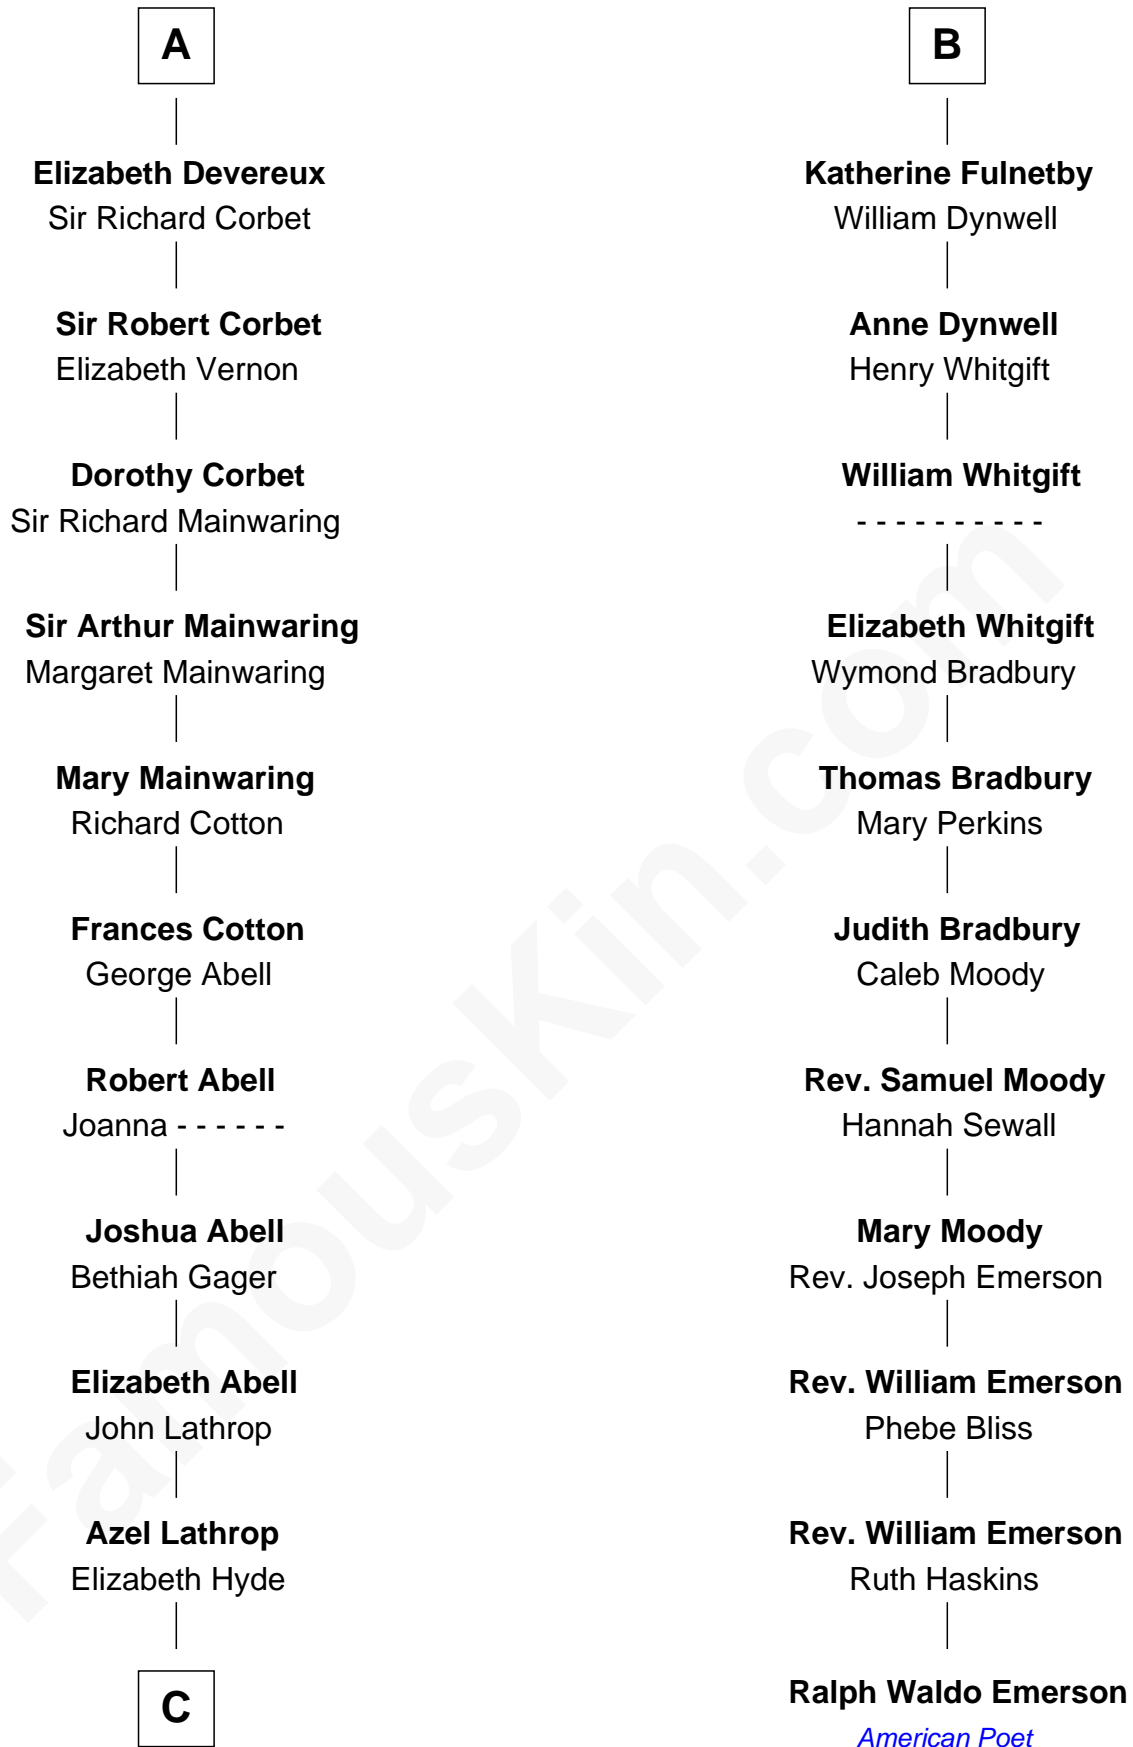 A
Elizabeth Devereux
Sir Richard Corbet
Sir Robert Corbet
Elizabeth Vernon
Dorothy Corbet
Sir Richard Mainwaring
Sir Arthur Mainwaring
Margaret Mainwaring
Mary Mainwaring
Richard Cotton
Frances Cotton
George Abell
Robert Abell
Joanna - - - - - -
Joshua Abell
Bethiah Gager
Elizabeth Abell
John Lathrop
Azel Lathrop
Elizabeth Hyde
C
B
Katherine Fulnetby
William Dynwell
Anne Dynwell
Henry Whitgift
William Whitgift
- - - - - - - - - -
Elizabeth Whitgift
Wymond Bradbury
Thomas Bradbury
Mary Perkins
Judith Bradbury
Caleb Moody
Rev. Samuel Moody
Hannah Sewall
Mary Moody
Rev. Joseph Emerson
Rev. William Emerson
Phebe Bliss
Rev. William Emerson
Ruth Haskins
Ralph Waldo Emerson
American Poet
FamousKin.com